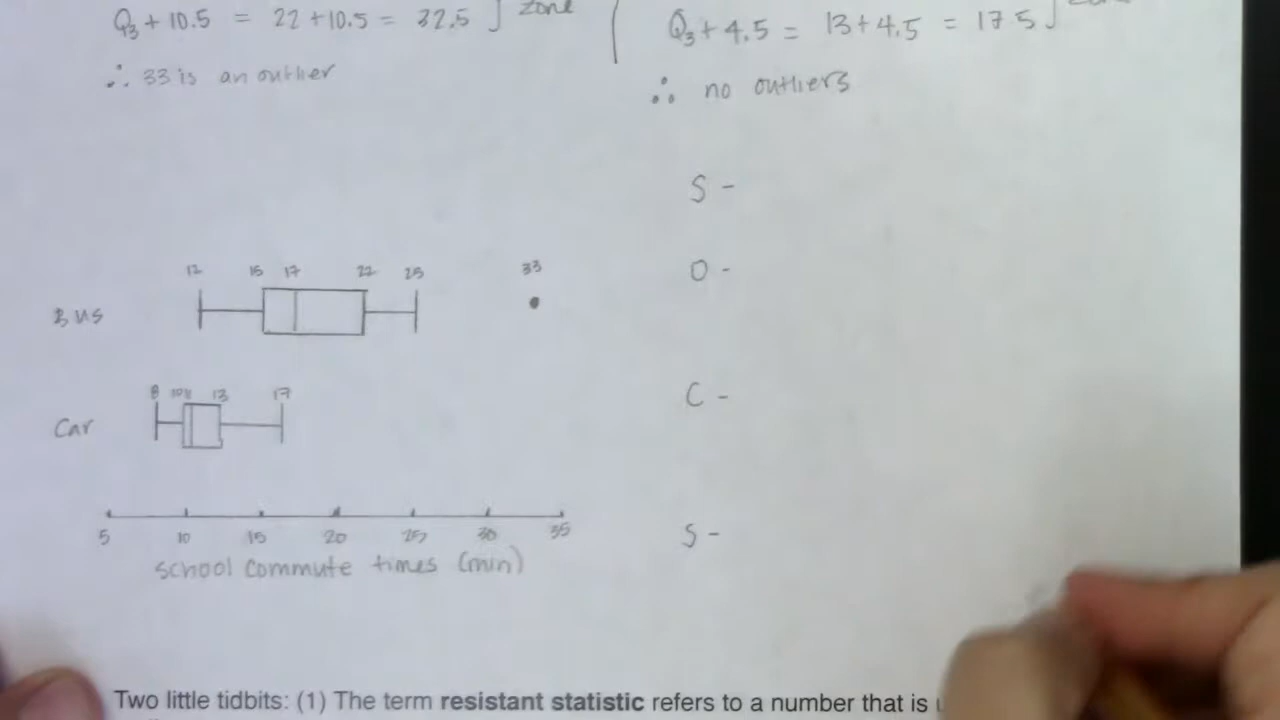 Q3 + 10.5 = 22 + 10.5 = 32.5 ] zone
∴ 33 is an outlier
Q3 + 4.5 = 13 + 4.5 = 17.5 ]
∴ no outliers
S -
O -
C -
S -
12 15 17 22 25 33
Bus
8 10 11 13 17
Car
5 10 15 20 25 30 35
school commute times (min)
Two little tidbits: (1) The term resistant statistic refers to a number that is